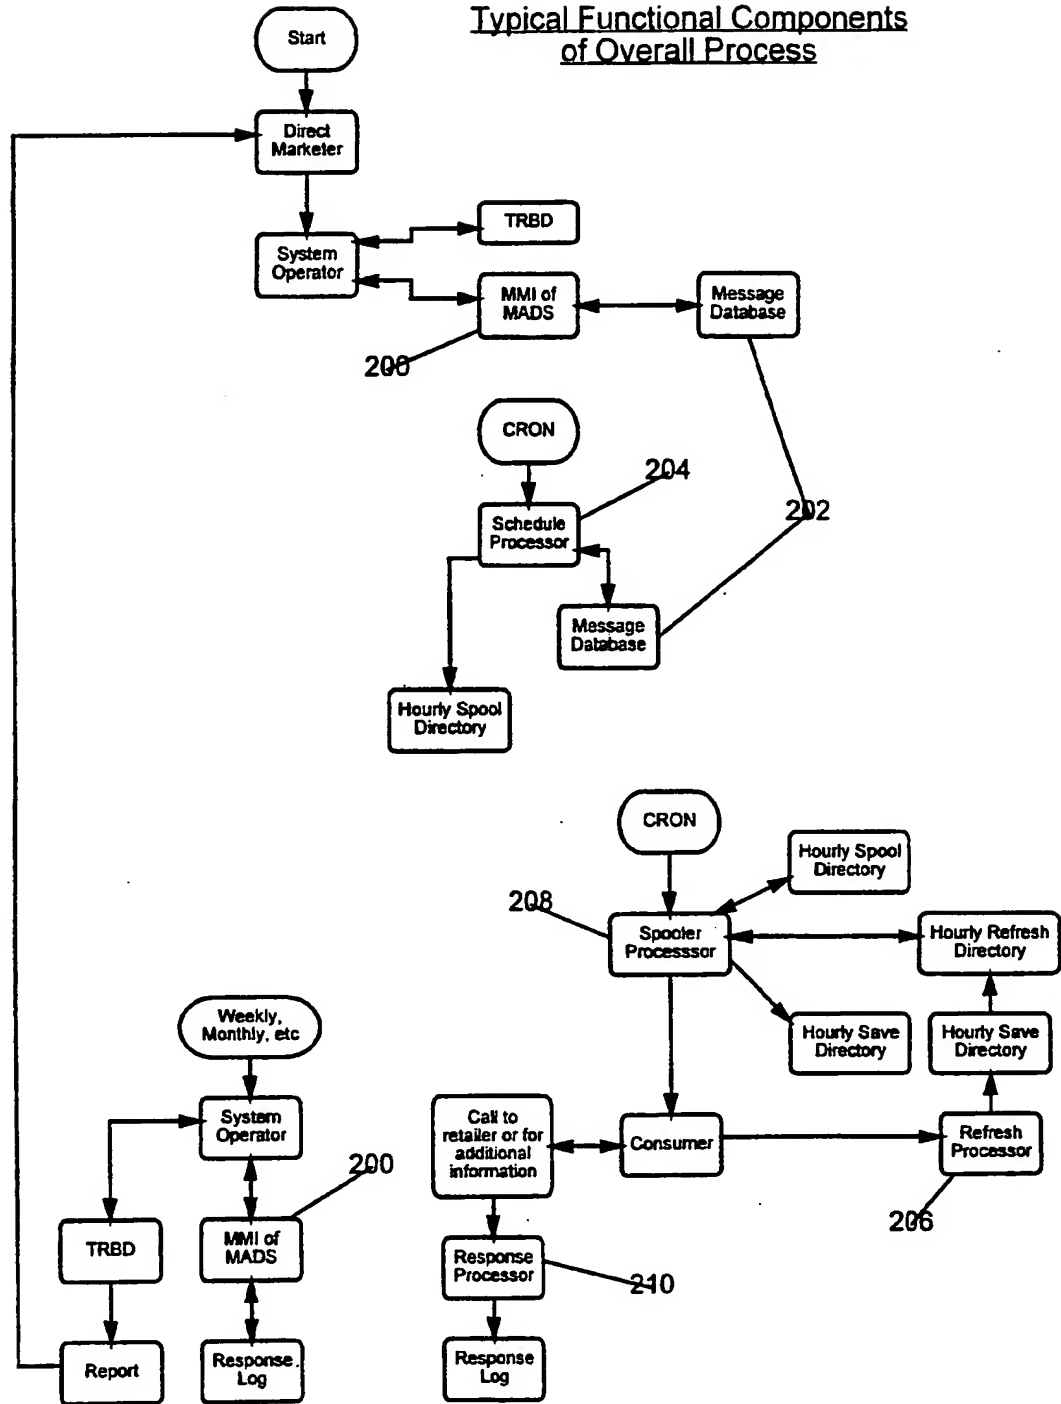 Typical Functional Components
of Overall Process
Start
Direct
Marketer
System
Operator
TRBD
MMI of
MADS
Message
Database
200
CRON
204
Schedule
Processor
202
Message
Database
Hourly Spool
Directory
CRON
Hourly Spool
Directory
208
Spooler
Processsor
Hourly Refresh
Directory
Weekly,
Monthly, etc
Hourly Save
Directory
Hourly Save
Directory
System
Operator
Call to
retailer or for
additional
information
Consumer
Refresh
Processor
200
206
TRBD
MMI of
MADS
Response
Processor
210
Report
Response
Log
Response
Log